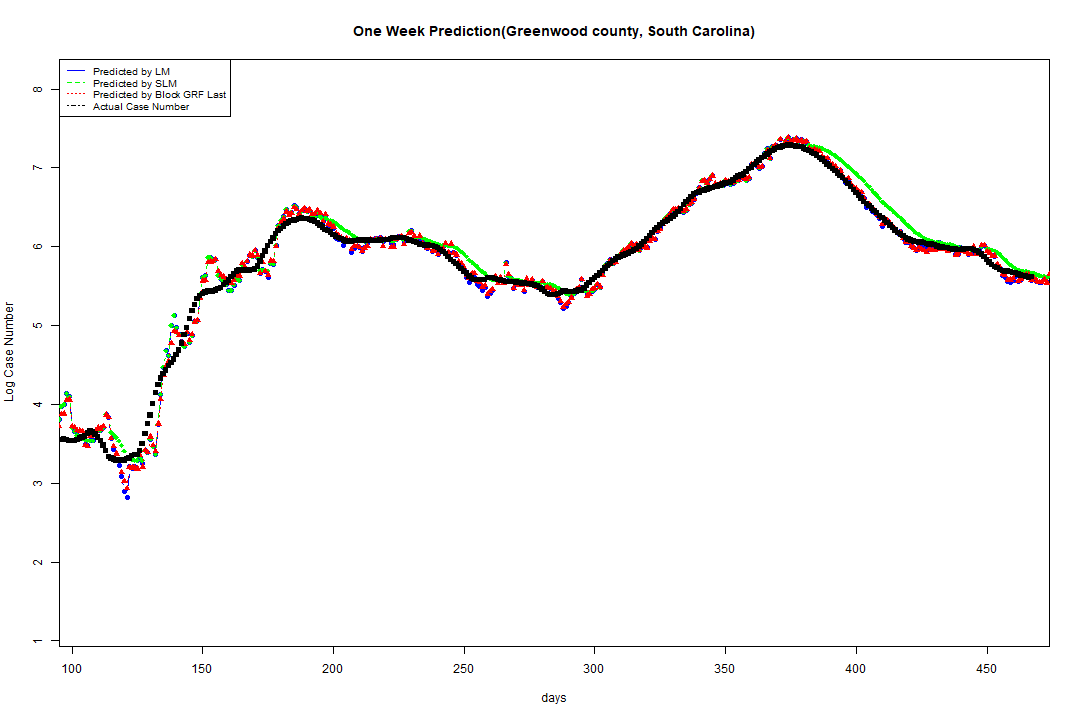 One Week Prediction(Greenwood county, South Carolina)
Predicted by LM
Predicted by SLM
Predicted by Block GRF Last
Actual Case Number
Log Case Number
8
7
6
5
4
3
2
1
100 150 200 250 300 350 400 450
days